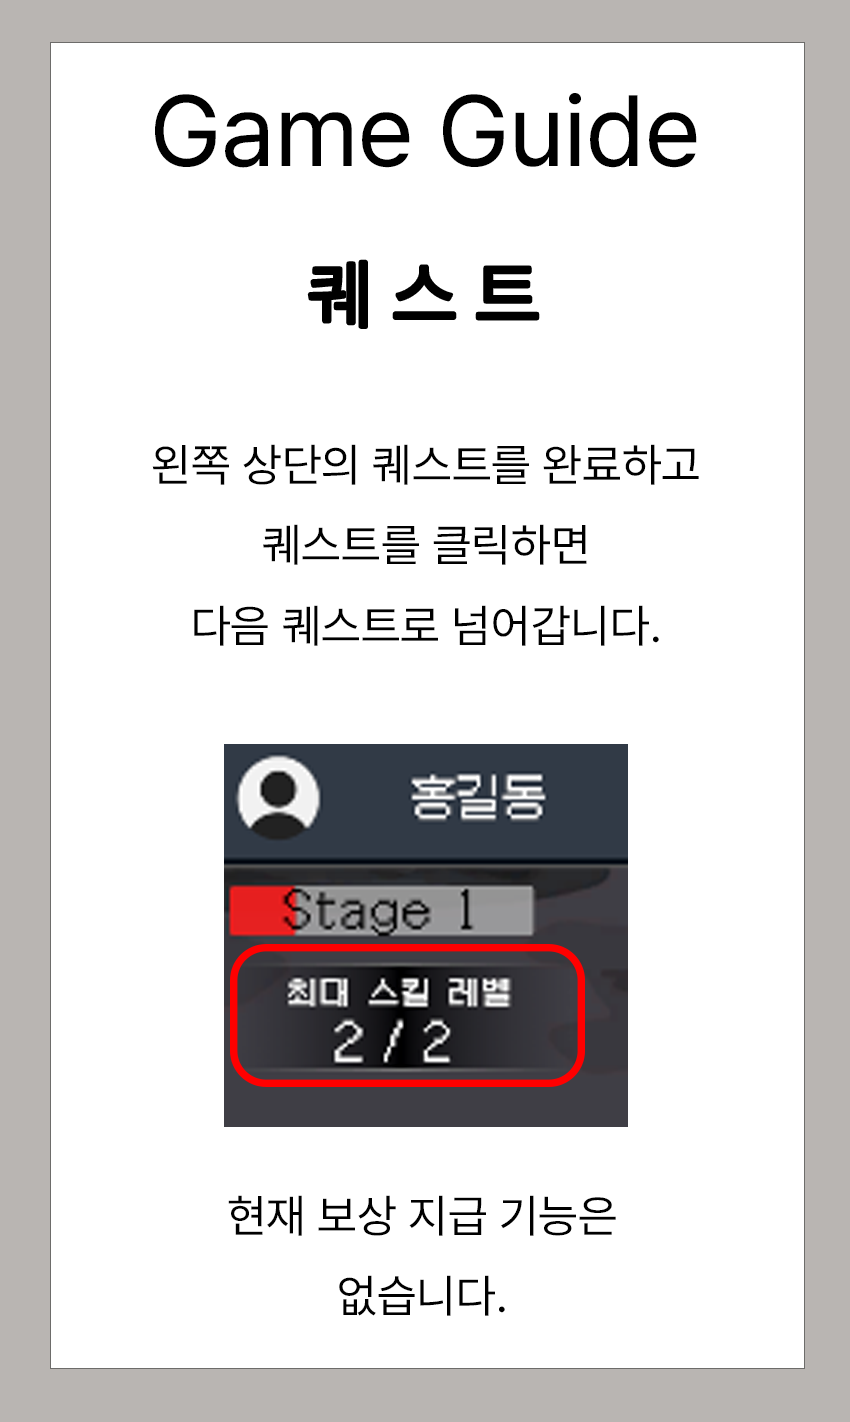 Game Guide
퀘스트
왼쪽 상단의 퀘스트를 완료하고
퀘스트를 클릭하면
다음 퀘스트로 넘어갑니다.
홍길동
Stage 1
최대 스킬 레벨
2 / 2
현재 보상 지급 기능은
없습니다.